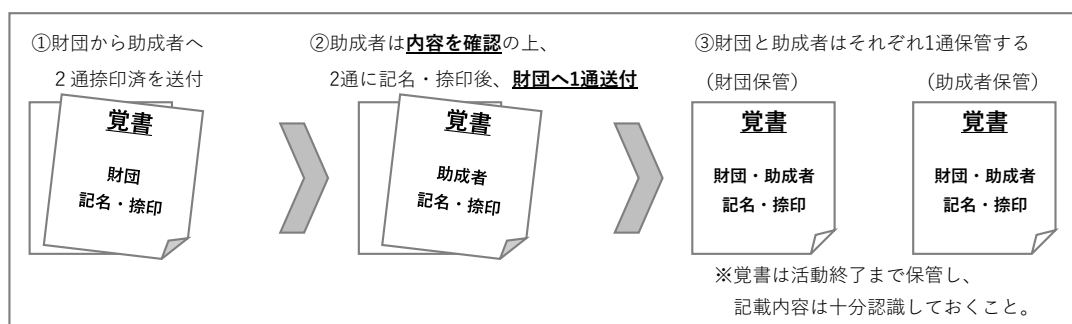 ①財団から助成者へ
２通捺印済を送付
覚書
財団
記名・捺印
②助成者は内容を確認の上、
2通に記名・捺印後、財団へ1通送付
覚書
助成者
記名・捺印
③財団と助成者はそれぞれ1通保管する
（財団保管）
覚書
財団・助成者
記名・捺印
（助成者保管）
覚書
財団・助成者
記名・捺印
※覚書は活動終了まで保管し、
記載内容は十分認識しておくこと。